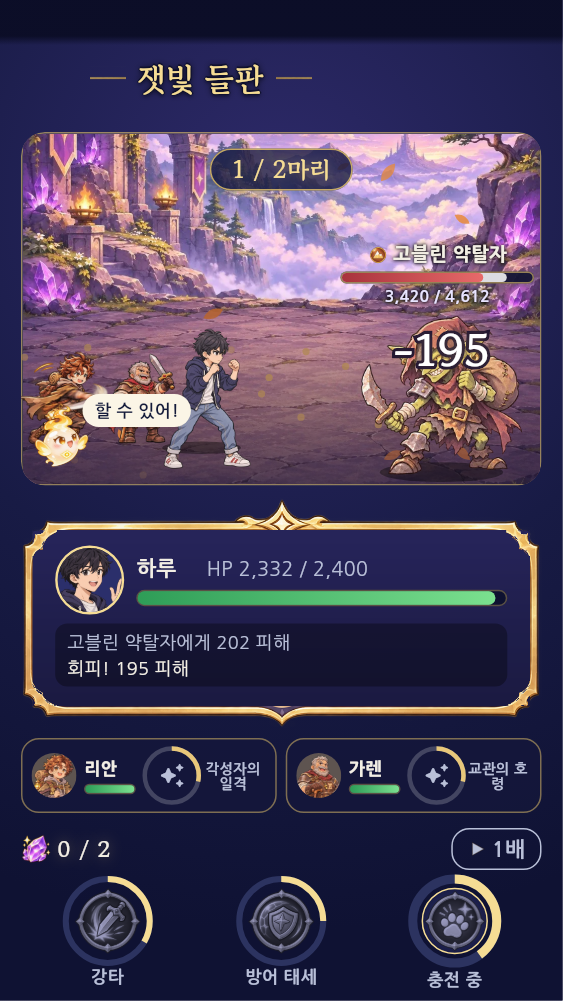 잿빛 들판
1 / 2마리
고블린 약탈자
3,420 / 4,612
-195
할 수 있어!
하루 HP 2,332 / 2,400
고블린 약탈자에게 202 피해
회피! 195 피해
리안
각성자의
일격
가렌
교관의 호
령
0 / 2
1배
강타
방어 태세
충전 중